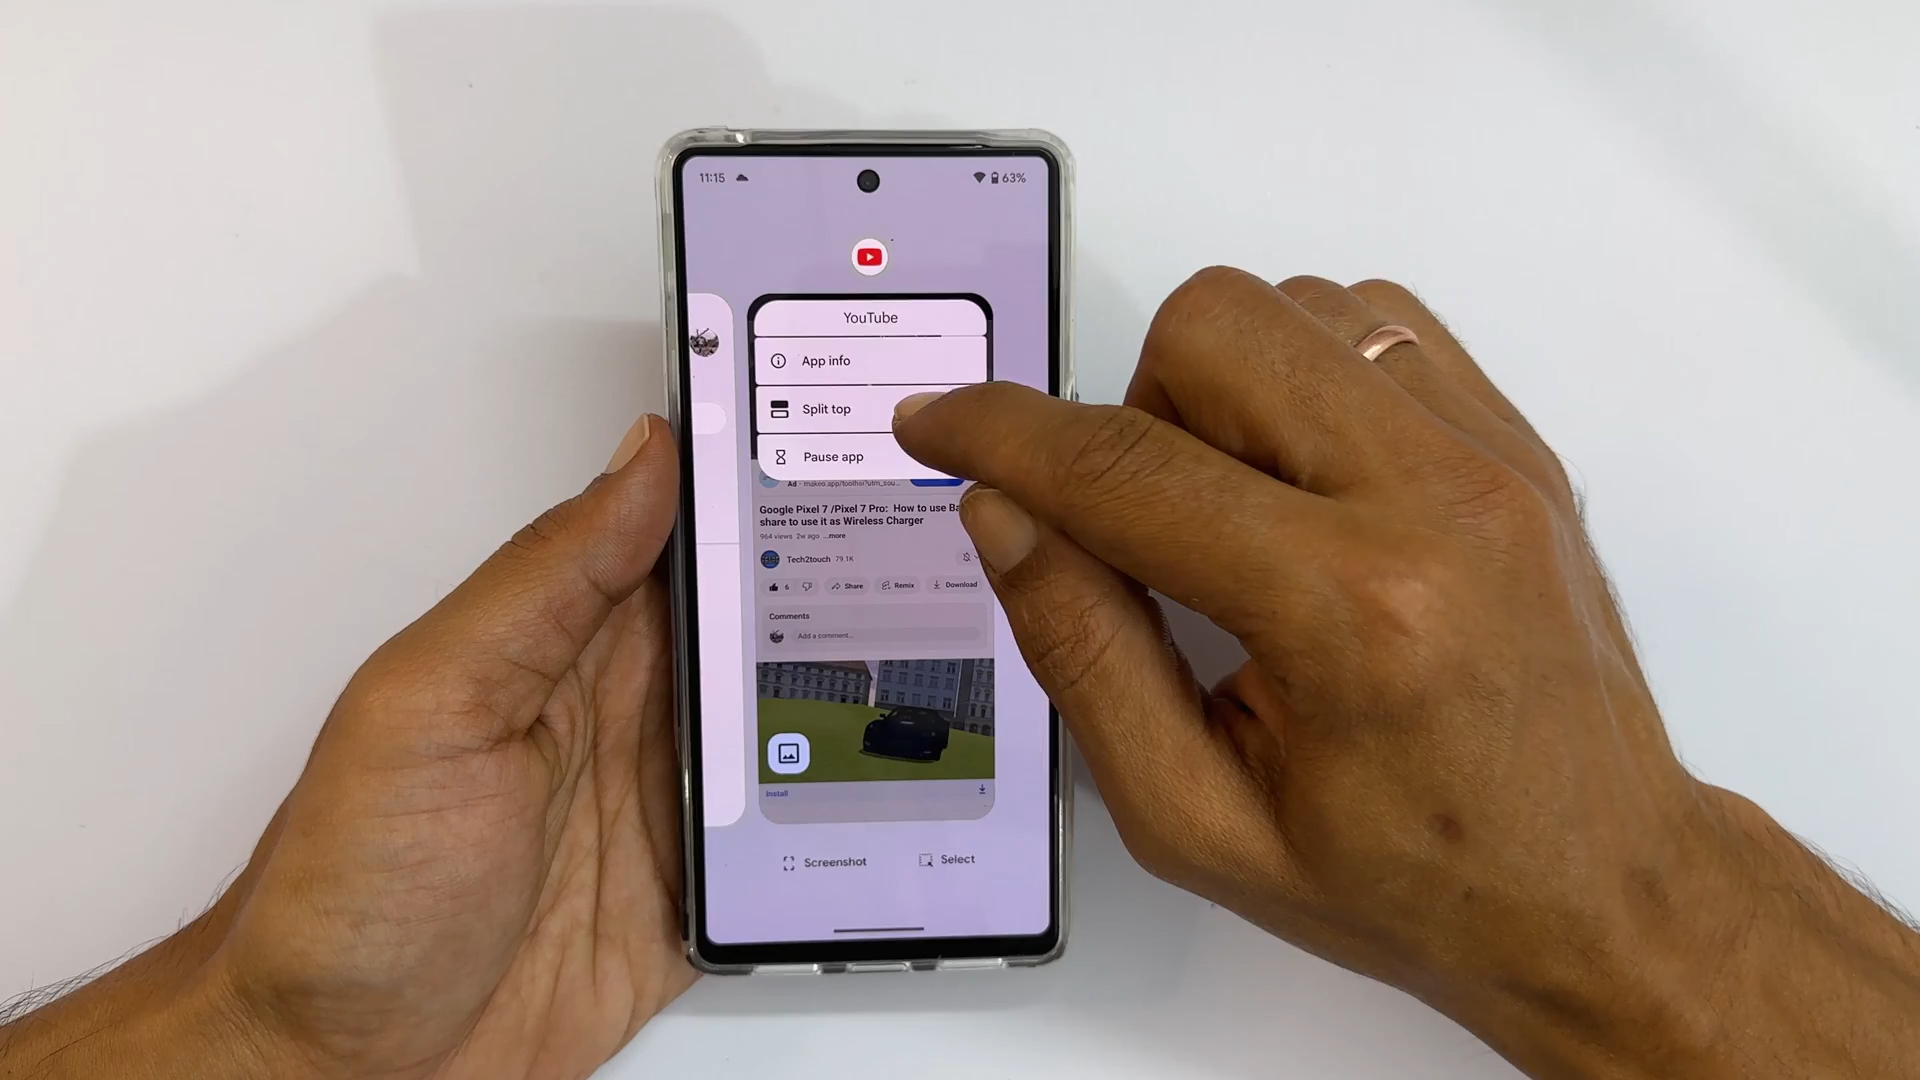 11:15
63%
YouTube
App info
Split top
Pause app
Ad
Google Pixel 7 /Pixel 7 Pro: How to use
share to use it as Wireless Charger
964 views 2w ago ...more
Tech2touch 79.1K
6 Share Remix Download
Comments
Add a comment...
Install
Screenshot
Select